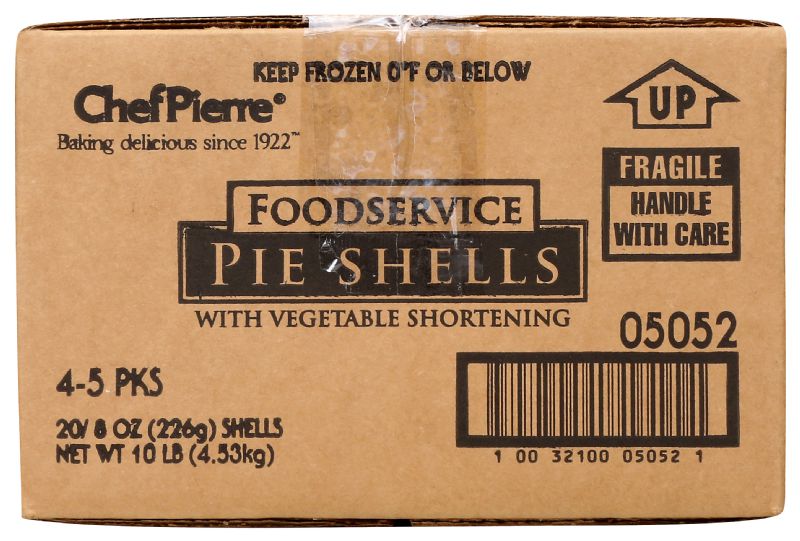 KEEP FROZEN 0°F OR BELOW
ChefPierre®
Baking delicious since 1922™
UP
FRAGILE
HANDLE
WITH CARE
FOODSERVICE
PIE SHELLS
WITH VEGETABLE SHORTENING
05052
4-5 PKS
20/ 8 OZ (226g) SHELLS
NET WT 10 LB (4.53kg)
1 00 32100 05052 1